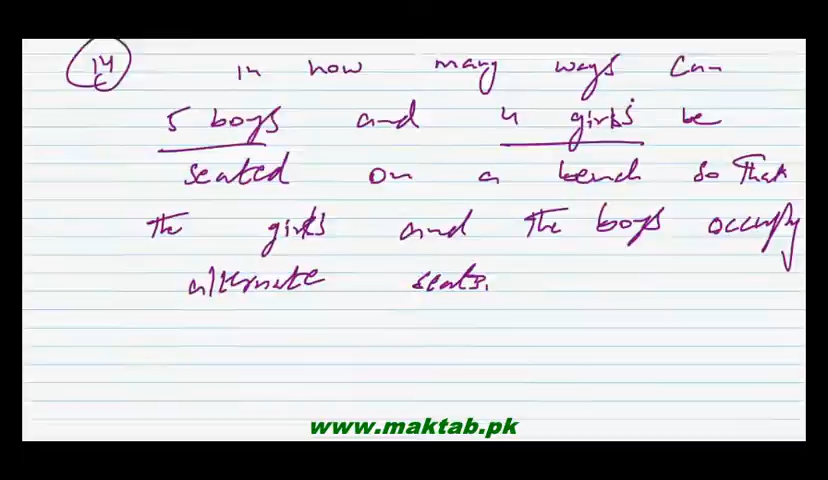 14 in how many ways can
5 boys and 4 girls be
seated on a bench so that
the girls and the boys occupy
alternate seats.
www.maktab.pk